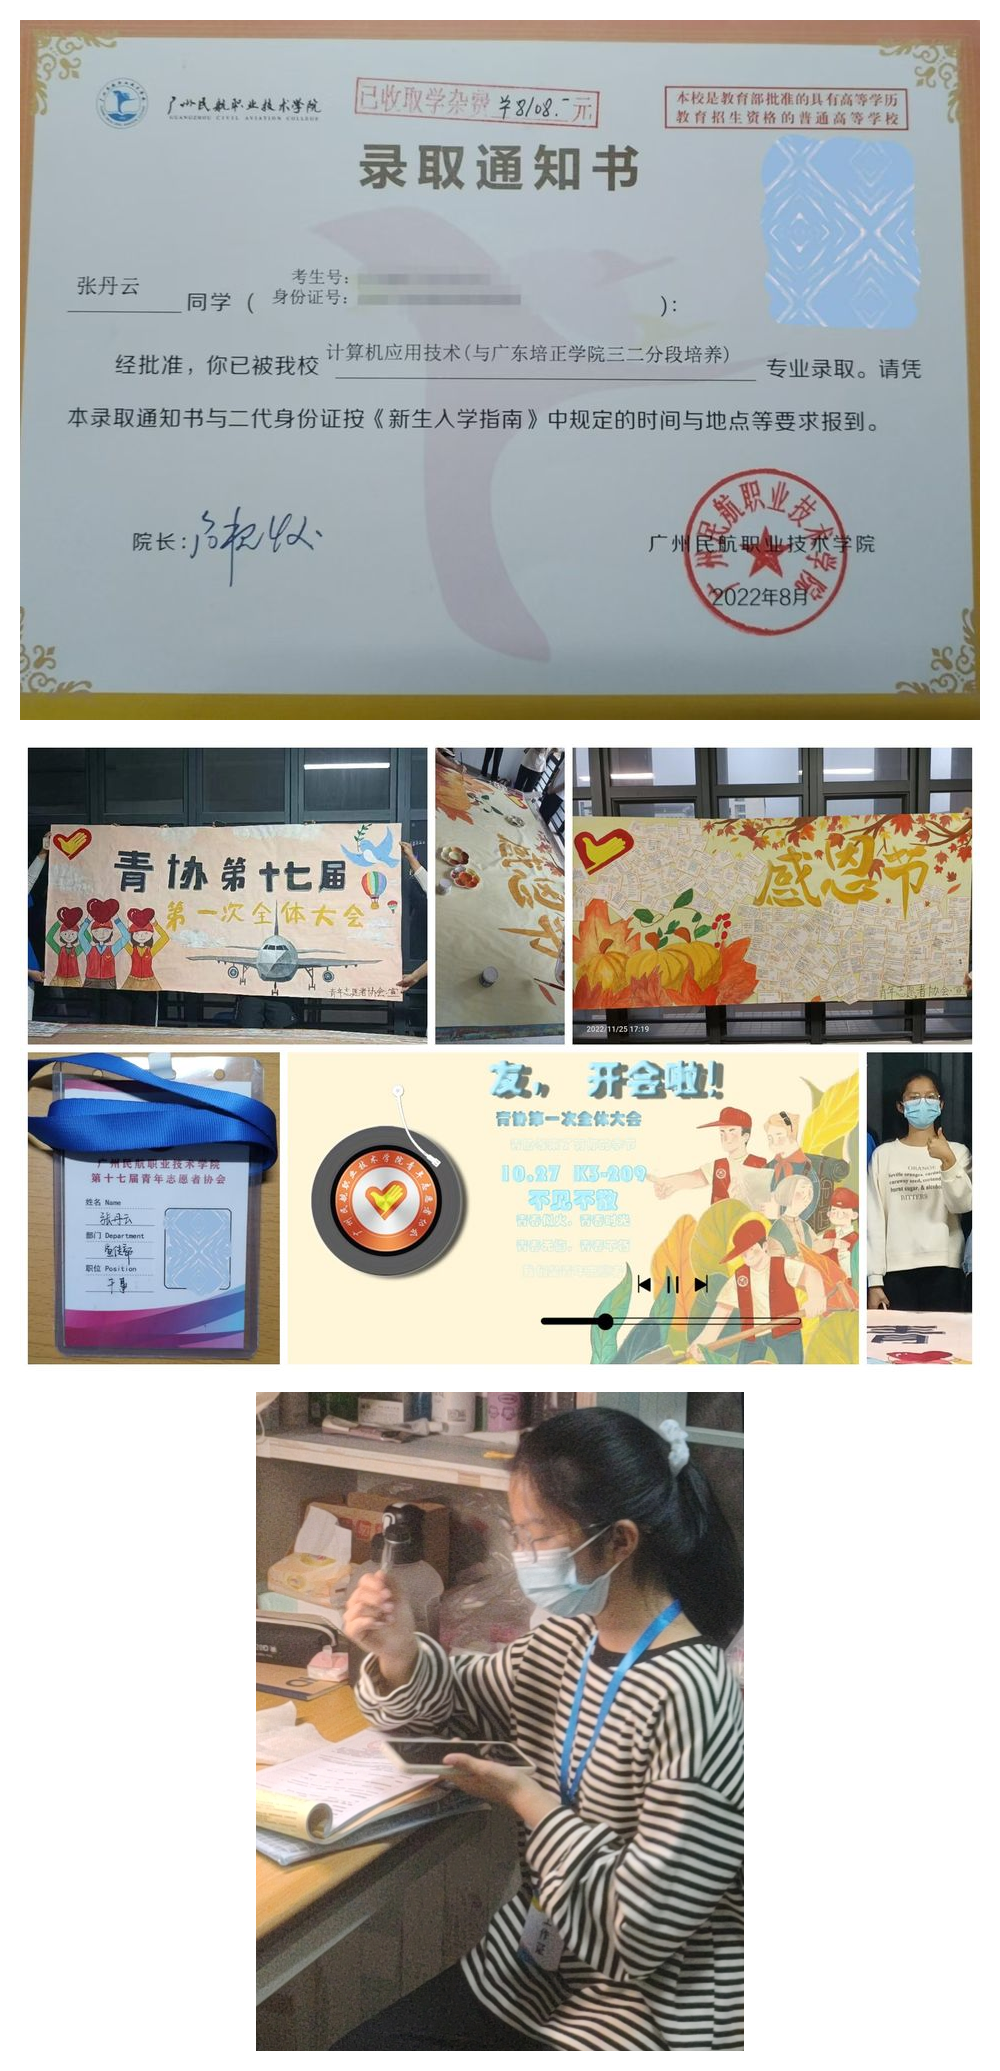 广州民航职业技术学院
GUANGZHOU CIVIL AVIATION COLLEGE
已收取学杂费 ¥8108.- 元
本校是教育部批准的具有高等学历
教育招生资格的普通高等学校
录取通知书
考生号：
张丹云 同学（ 身份证号： ）：
经批准，你已被我校 计算机应用技术(与广东培正学院三二分段培养) 专业录取。请凭
本录取通知书与二代身份证按《新生入学指南》中规定的时间与地点等要求报到。
院长：
广州民航职业技术学院
广州民航职业技术学院
2022年8月
青协第十七届
第一次全体大会
青年志愿者协会·宣
感恩节
感恩节
青年志愿者协会·宣
2022/11/25 17:19
广州民航职业技术学院
第十七届青年志愿者协会
姓名 Name
张丹云
部门 Department
宣传部
职位 Position
干事
友，开会啦！
青协第一次全体大会
10.27 K3-209
不见不散
ORANGE
BITTERS